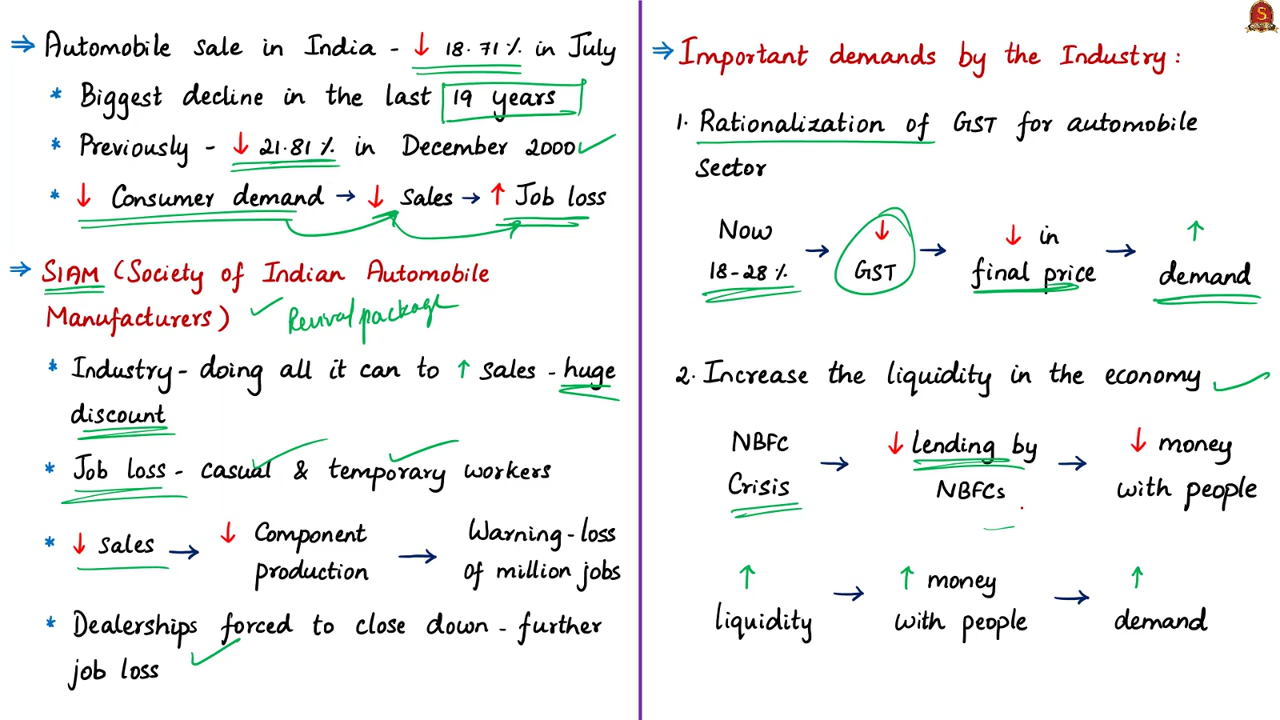 ⇒ Automobile sale in India - ↓ 18.71% in July
* Biggest decline in the last 19 years
* Previously - ↓ 21.81% in December 2000
* ↓ Consumer demand → ↓ Sales → ↑ Job loss
⇒ SIAM (Society of Indian Automobile
Manufacturers) ✓ Revival package
* Industry - doing all it can to ↑ sales - huge
discount
* Job loss - casual & temporary workers
* ↓ Sales → ↓ Component → Warning - loss
production of million jobs
* Dealerships forced to close down - further
job loss
⇒ Important demands by the Industry:
1. Rationalization of GST for automobile
Sector
Now → ↓ → ↓ in → ↑
18-28% GST final price demand
2. Increase the liquidity in the economy
NBFC → ↓ lending by → ↓ money
Crisis NBFCs with people
↑ → ↑ money → ↑
liquidity with people demand
S